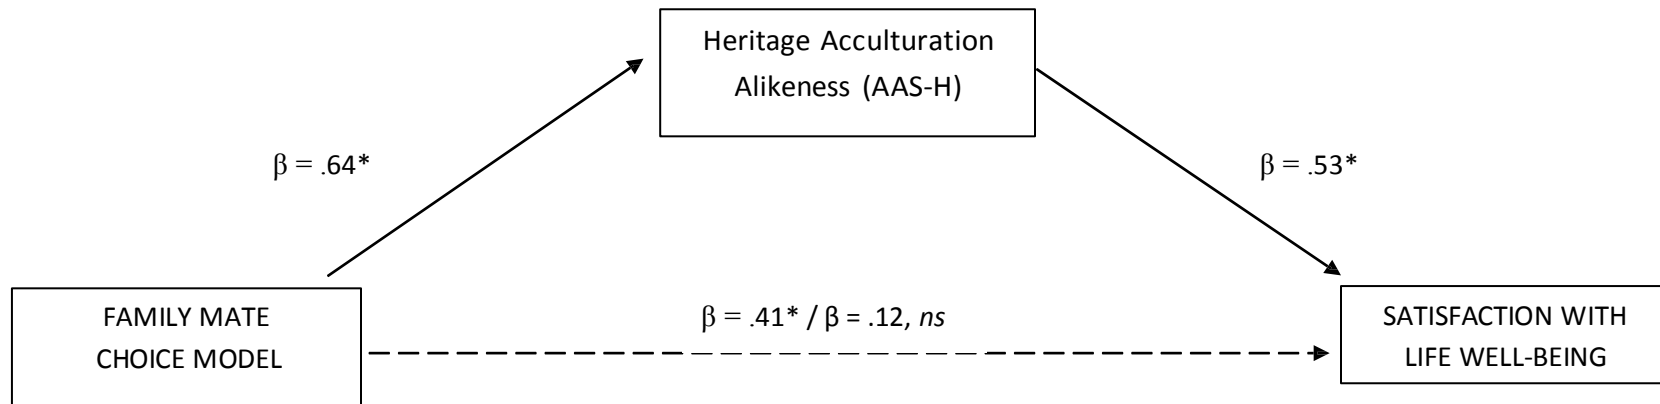 Heritage Acculturation
Alikeness (AAS-H)
β = .64*
β = .53*
FAMILY MATE
CHOICE MODEL
β = .41* / β = .12, ns
SATISFACTION WITH
LIFE WELL-BEING